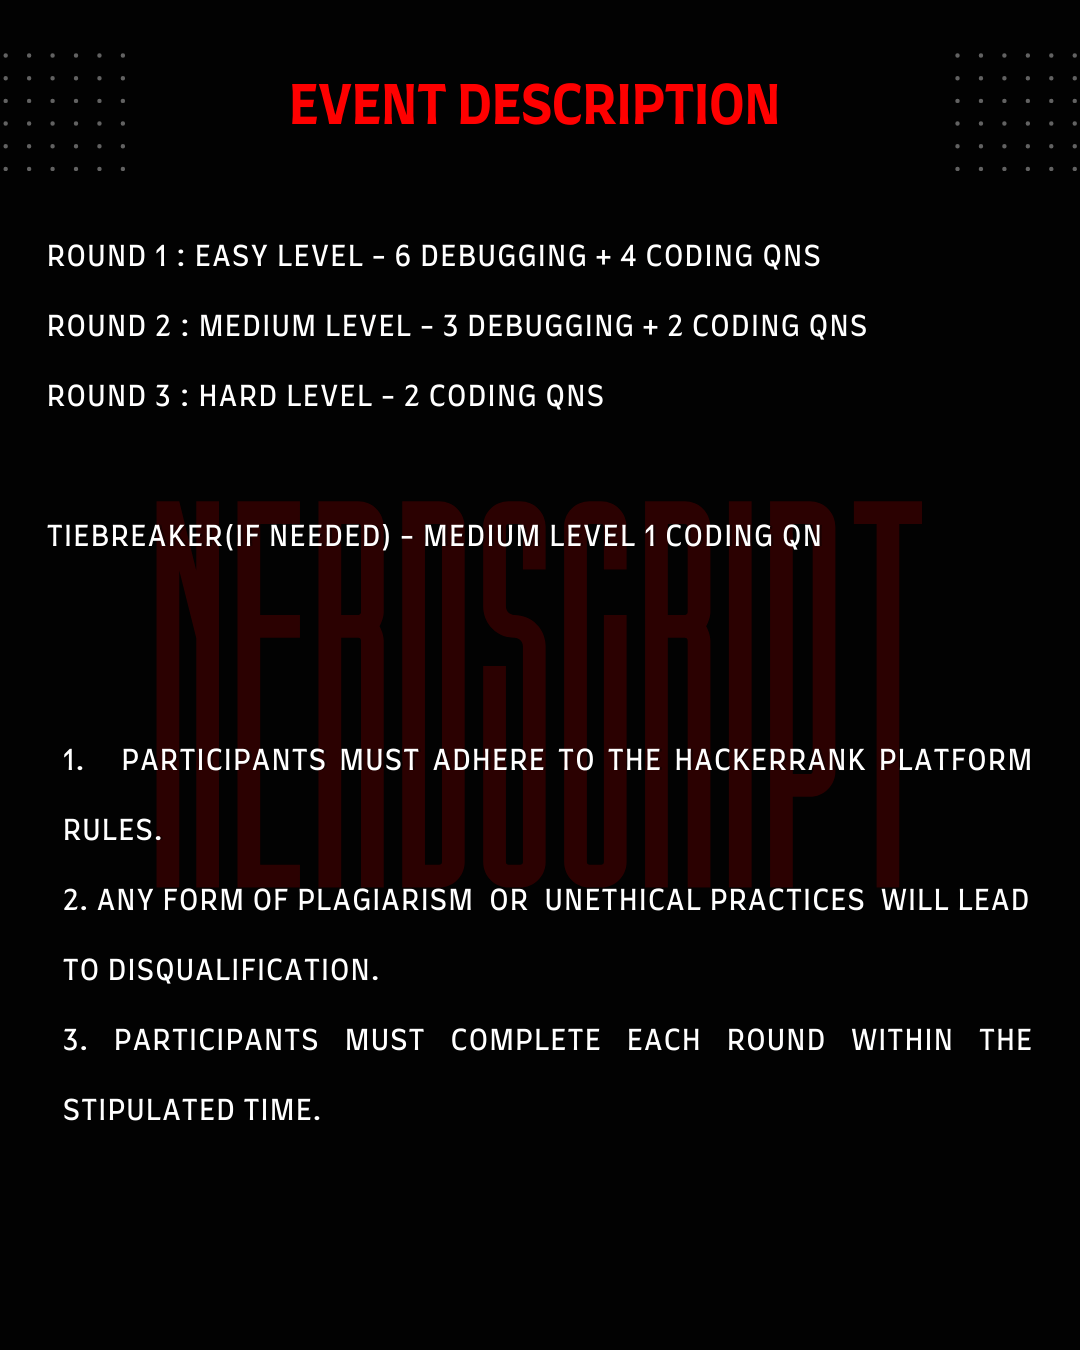 EVENT DESCRIPTION
ROUND 1 : EASY LEVEL - 6 DEBUGGING + 4 CODING QNS
ROUND 2 : MEDIUM LEVEL - 3 DEBUGGING + 2 CODING QNS
ROUND 3 : HARD LEVEL - 2 CODING QNS
TIEBREAKER(IF NEEDED) - MEDIUM LEVEL 1 CODING QN
NERDSCRIPT
1. PARTICIPANTS MUST ADHERE TO THE HACKERRANK PLATFORM
RULES.
2. ANY FORM OF PLAGIARISM OR UNETHICAL PRACTICES WILL LEAD
TO DISQUALIFICATION.
3. PARTICIPANTS MUST COMPLETE EACH ROUND WITHIN THE
STIPULATED TIME.